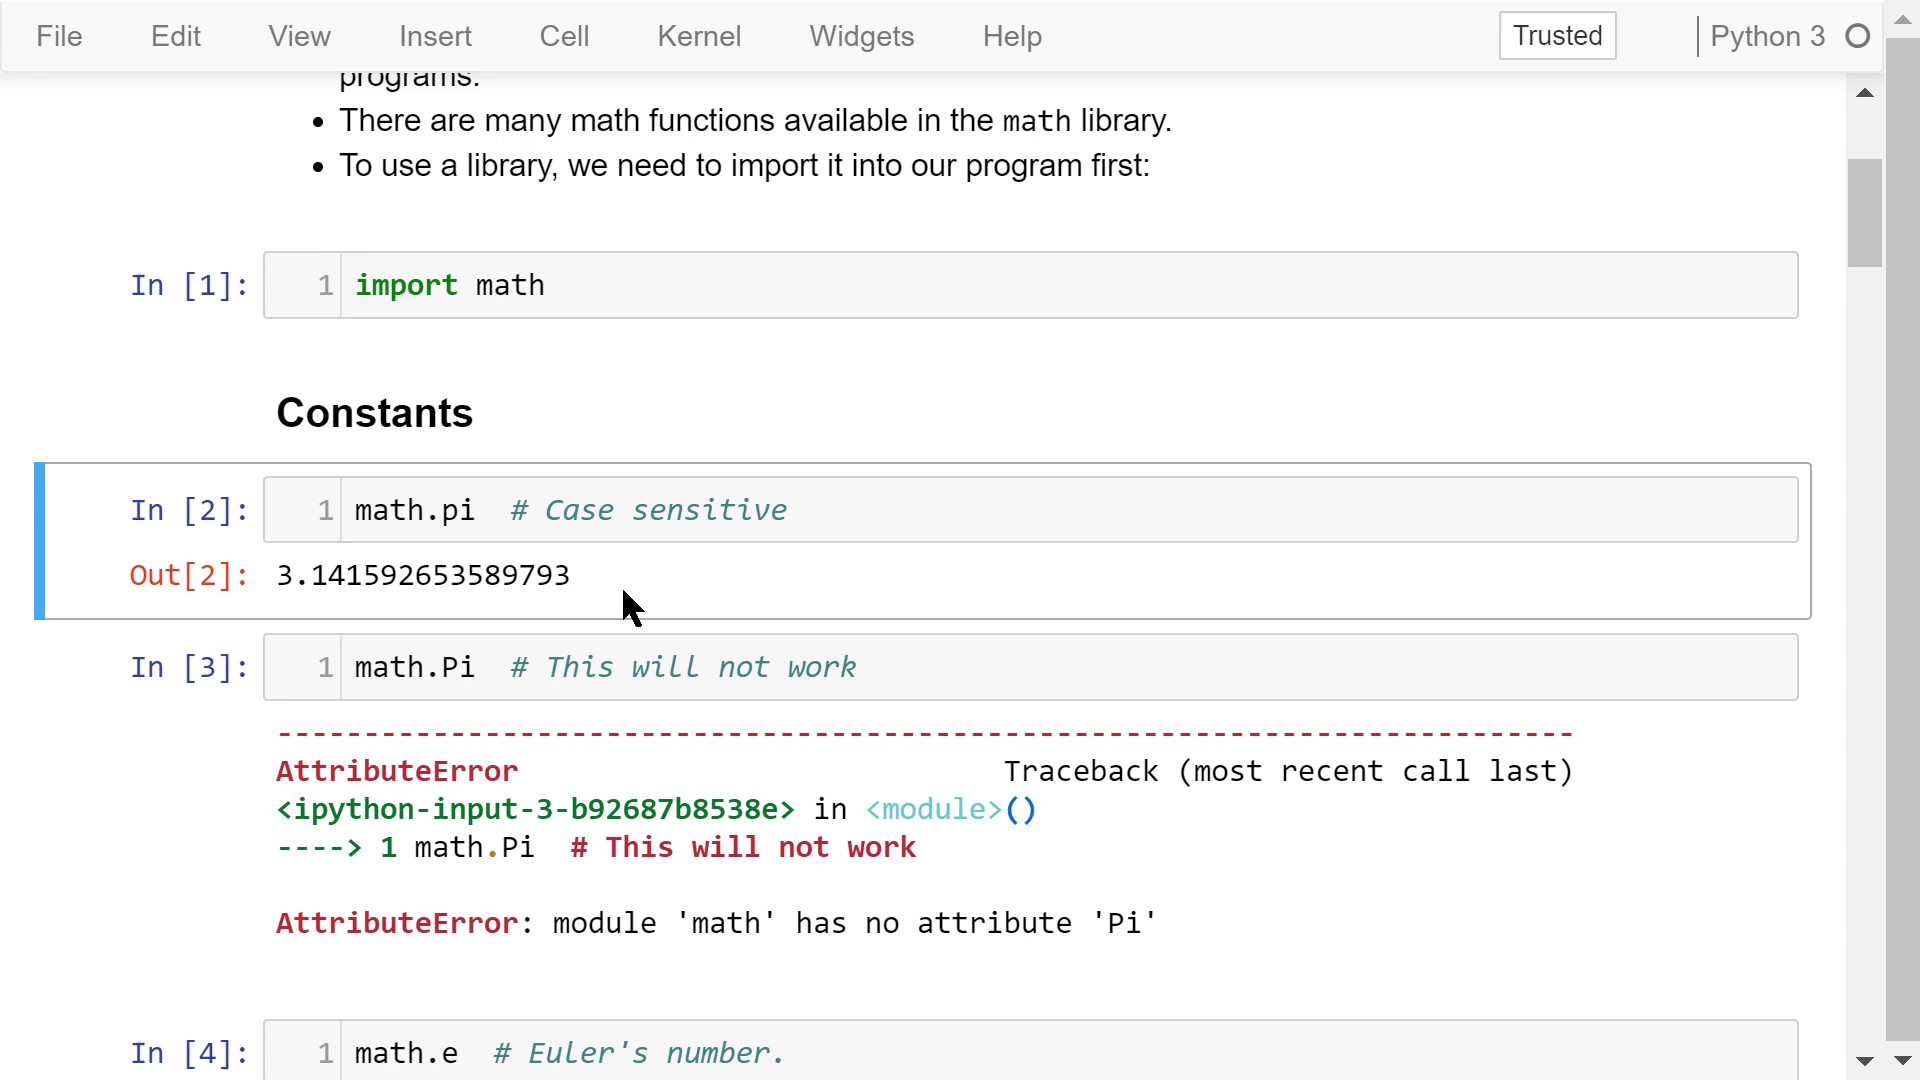 File Edit View Insert Cell Kernel Widgets Help Trusted Python 3
programs.
• There are many math functions available in the math library.
• To use a library, we need to import it into our program first:
In [1]: 1 import math
Constants
In [2]: 1 math.pi  # Case sensitive
Out[2]: 3.141592653589793
In [3]: 1 math.Pi  # This will not work
---------------------------------------------------------------------------
AttributeError                            Traceback (most recent call last)
<ipython-input-3-b92687b8538e> in <module>()
----> 1 math.Pi  # This will not work
AttributeError: module 'math' has no attribute 'Pi'
In [4]: 1 math.e  # Euler's number.